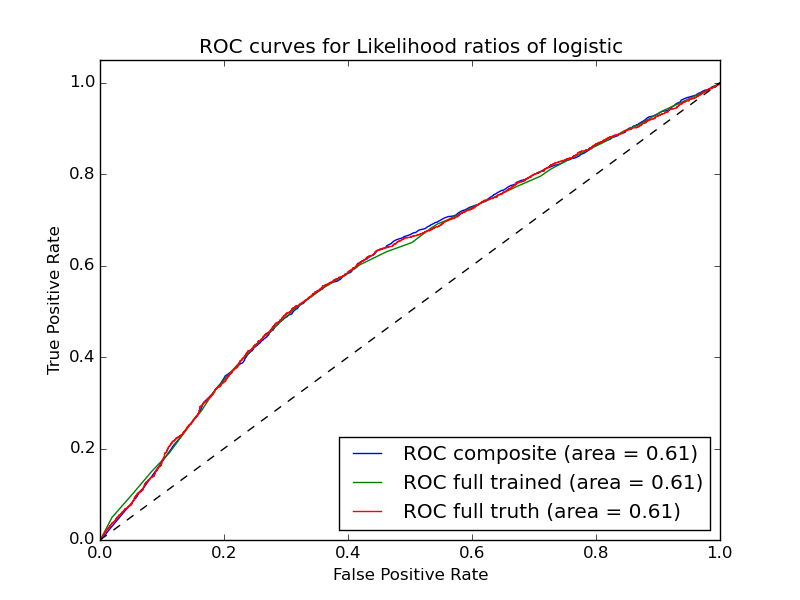 ROC curves for Likelihood ratios of logistic
True Positive Rate
1.0
0.8
0.6
0.4
0.2
0.0
ROC composite (area = 0.61)
ROC full trained (area = 0.61)
ROC full truth (area = 0.61)
0.0 0.2 0.4 0.6 0.8 1.0
False Positive Rate